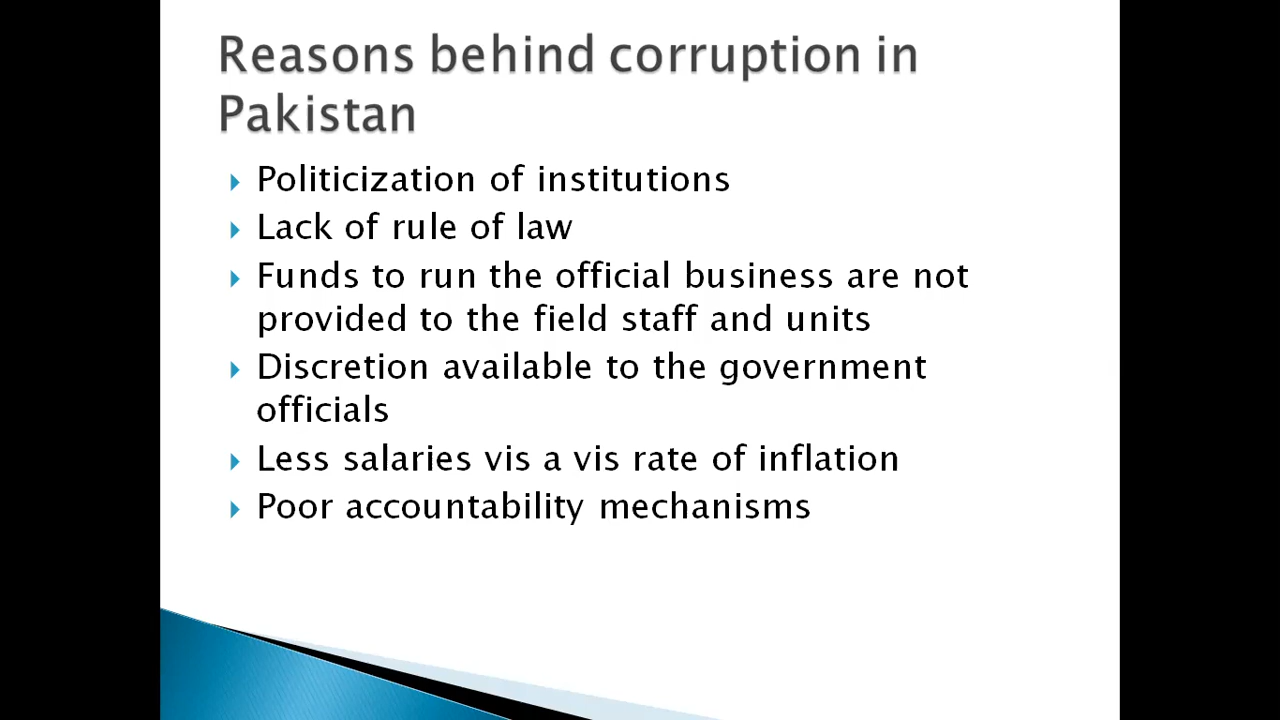 Reasons behind corruption in
Pakistan
Politicization of institutions
Lack of rule of law
Funds to run the official business are not
provided to the field staff and units
Discretion available to the government
officials
Less salaries vis a vis rate of inflation
Poor accountability mechanisms